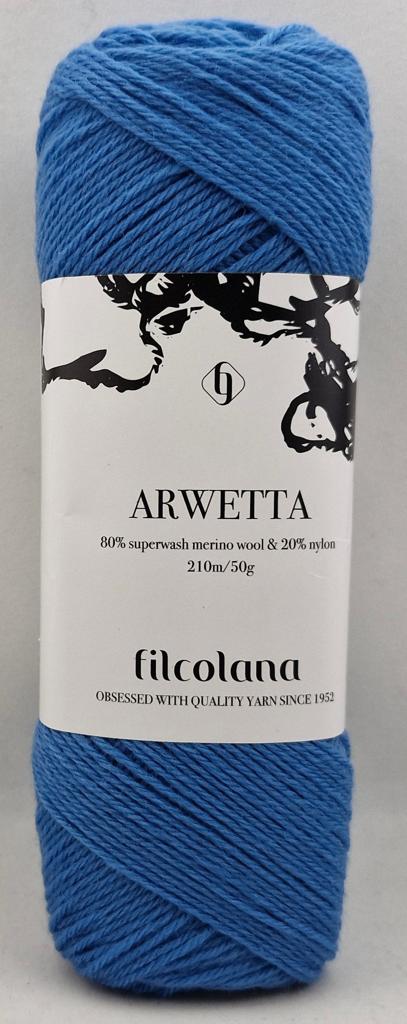 ARWETTA
80% superwash merino wool & 20% nylon
210m/50g
filcolana
OBSESSED WITH QUALITY YARN SINCE 1952